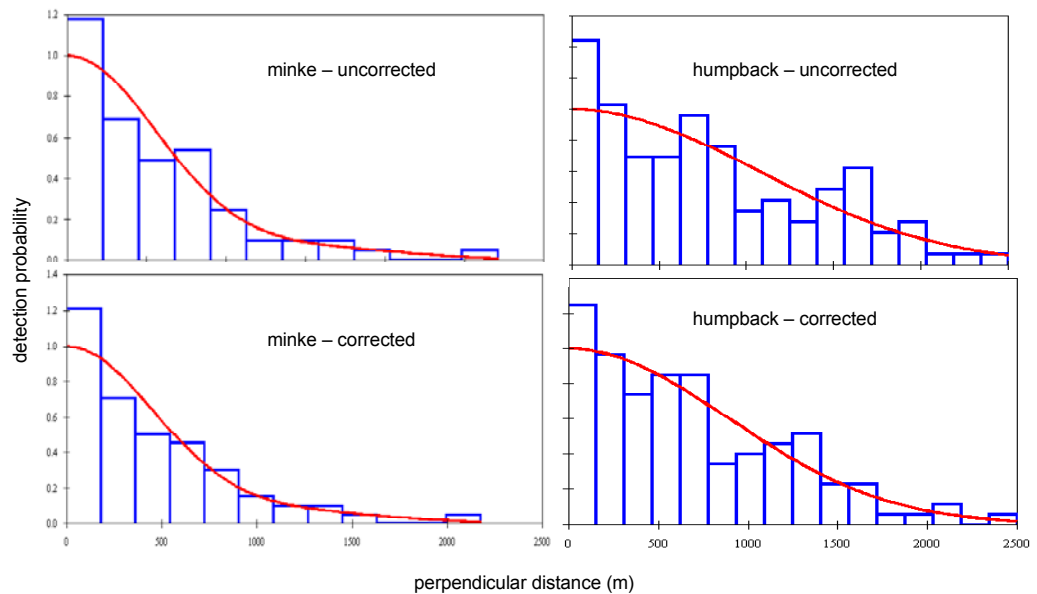 detection probability
1.2
1.0
0.8
0.6
0.4
0.2
0.0
minke – uncorrected
humpback – uncorrected
1.4
1.2
1.0
0.8
0.6
0.4
0.2
0.0
minke – corrected
humpback – corrected
0 500 1000 1500 2000 2500
0 500 1000 1500 2000 2500
perpendicular distance (m)